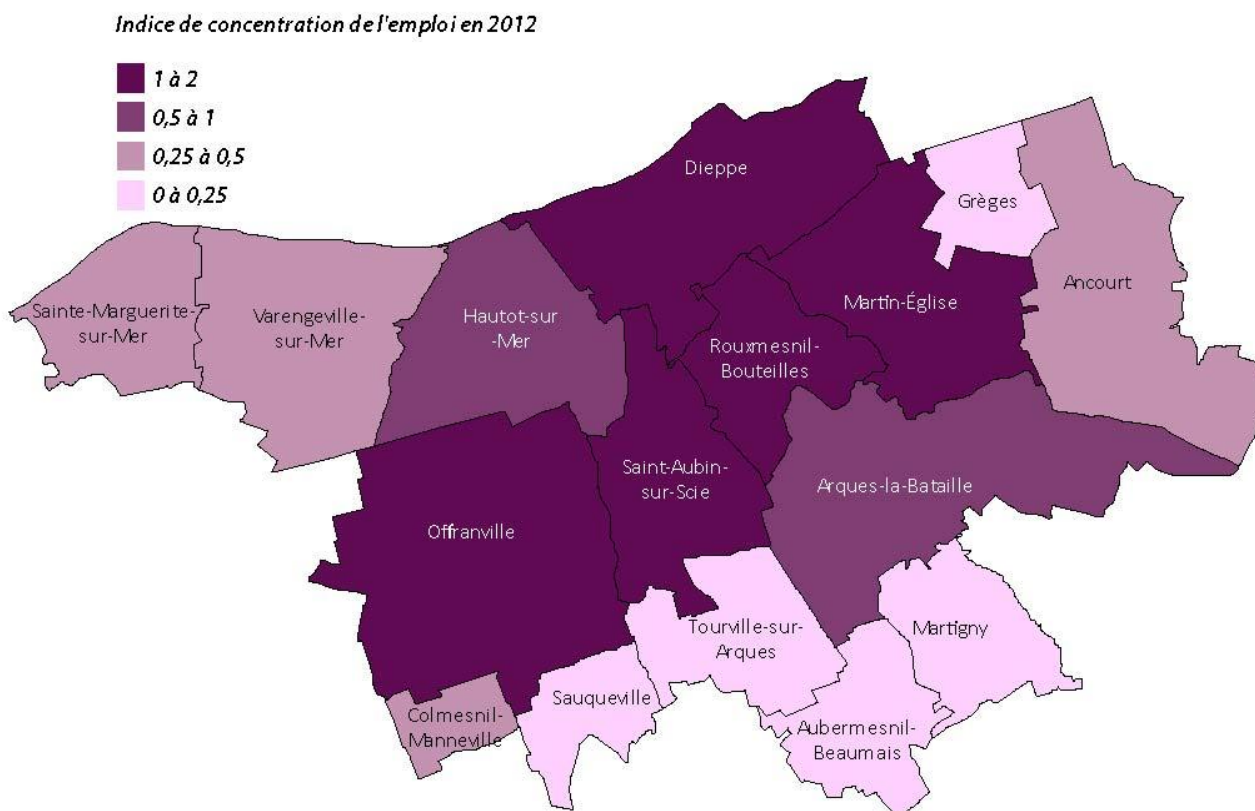 Indice de concentration de l'emploi en 2012
1 à 2
0,5 à 1
0,25 à 0,5
0 à 0,25
Dieppe
Grèges
Ancourt
Martin-Église
Sainte-Marguerite-
sur-Mer
Varengeville-
sur-Mer
Hautot-sur
-Mer
Rouxmesnil-
Bouteilles
Saint-Aubin-
sur-Scie
Arques-la-Bataille
Offranville
Tourville-sur-
Arques
Martigny
Sauqueville
Colmesnil-
Manneville
Aubermesnil-
Beaumais